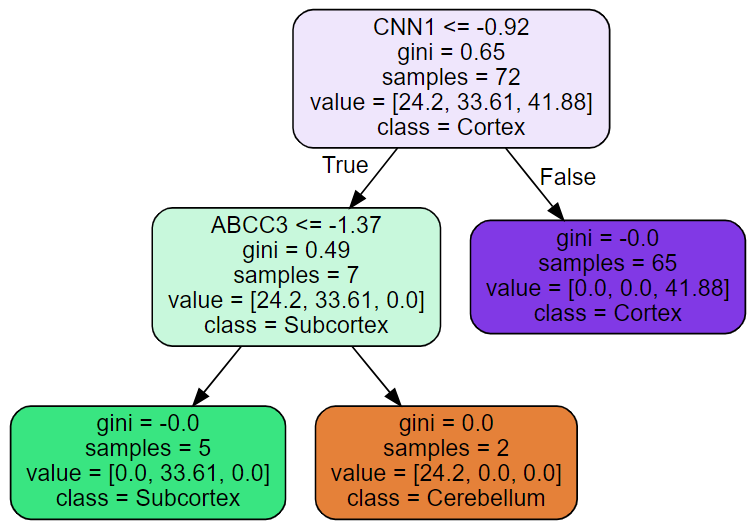 CNN1 <= -0.92
gini = 0.65
samples = 72
value = [24.2, 33.61, 41.88]
class = Cortex
True
False
ABCC3 <= -1.37
gini = 0.49
samples = 7
value = [24.2, 33.61, 0.0]
class = Subcortex
gini = -0.0
samples = 65
value = [0.0, 0.0, 41.88]
class = Cortex
gini = -0.0
samples = 5
value = [0.0, 33.61, 0.0]
class = Subcortex
gini = 0.0
samples = 2
value = [24.2, 0.0, 0.0]
class = Cerebellum